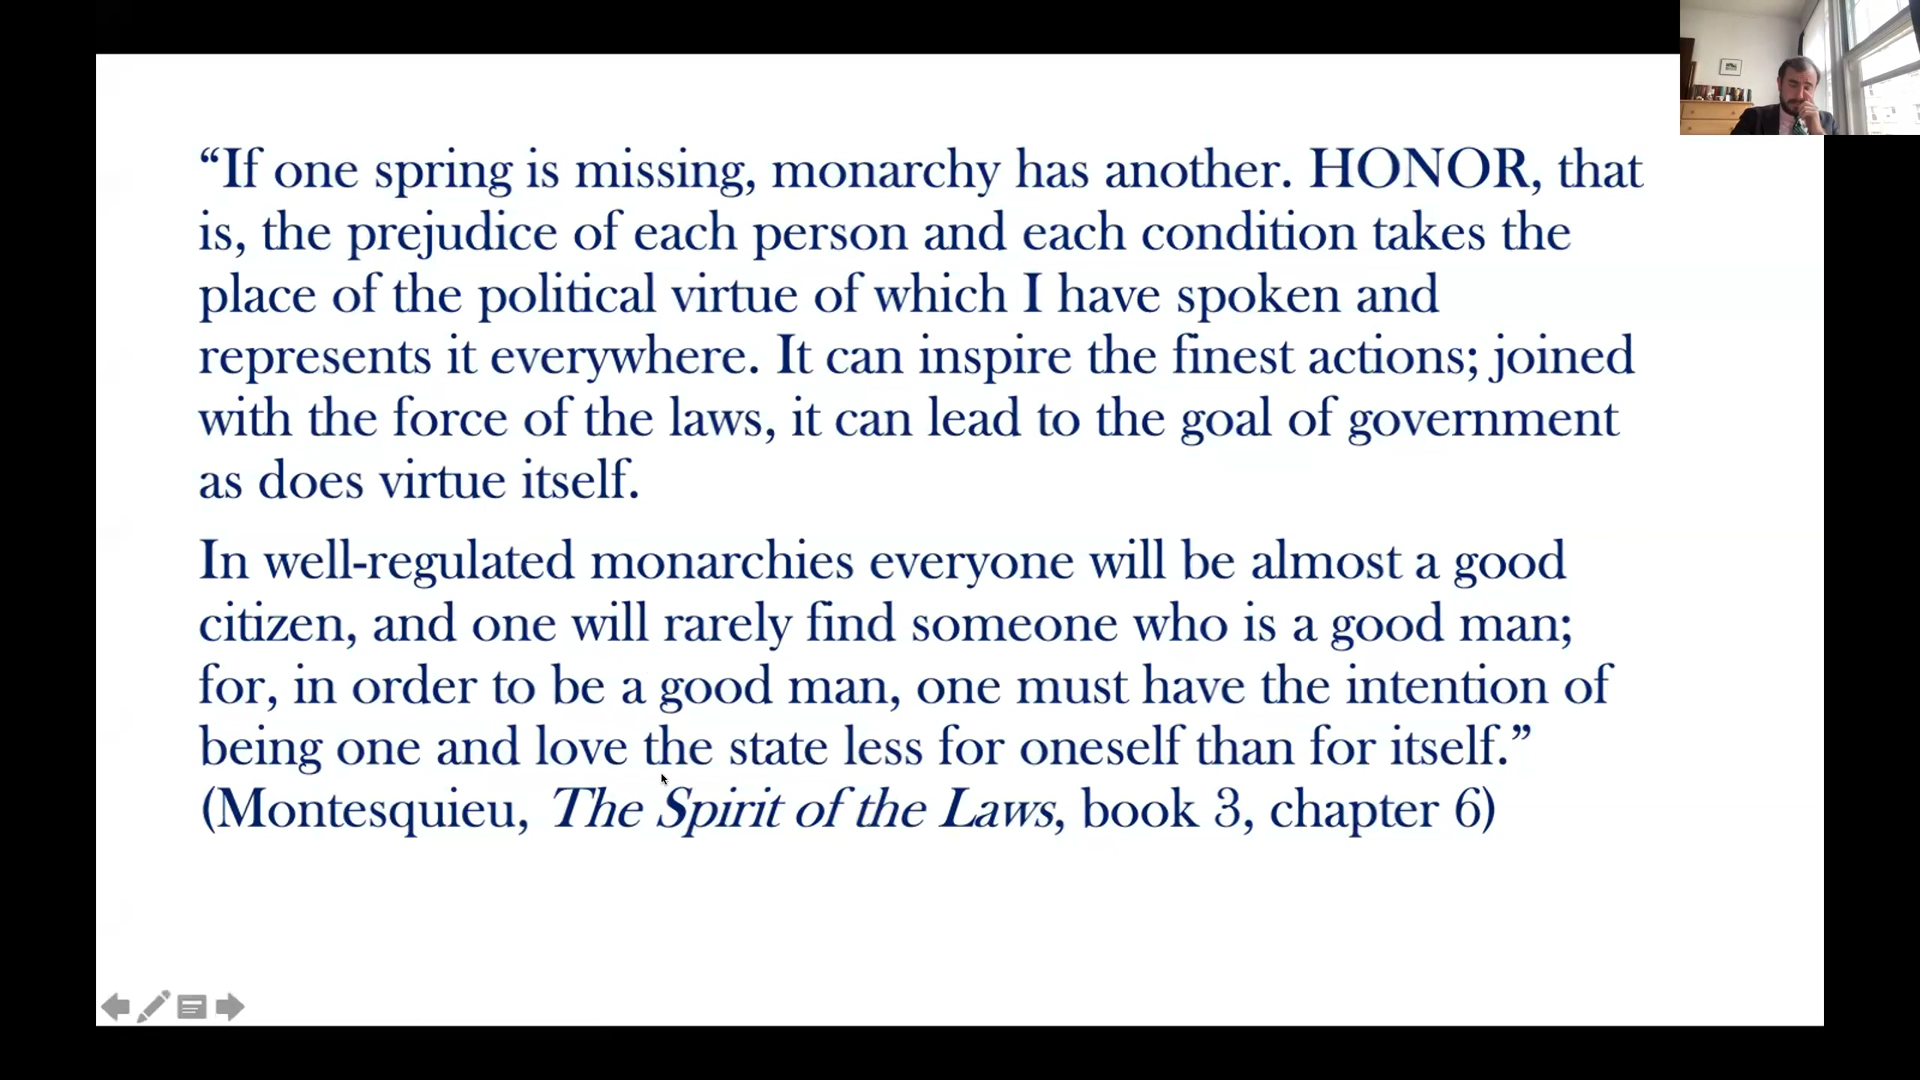 “If one spring is missing, monarchy has another. HONOR, that
is, the prejudice of each person and each condition takes the
place of the political virtue of which I have spoken and
represents it everywhere. It can inspire the finest actions; joined
with the force of the laws, it can lead to the goal of government
as does virtue itself.
In well-regulated monarchies everyone will be almost a good
citizen, and one will rarely find someone who is a good man;
for, in order to be a good man, one must have the intention of
being one and love the state less for oneself than for itself.”
(Montesquieu, The Spirit of the Laws, book 3, chapter 6)